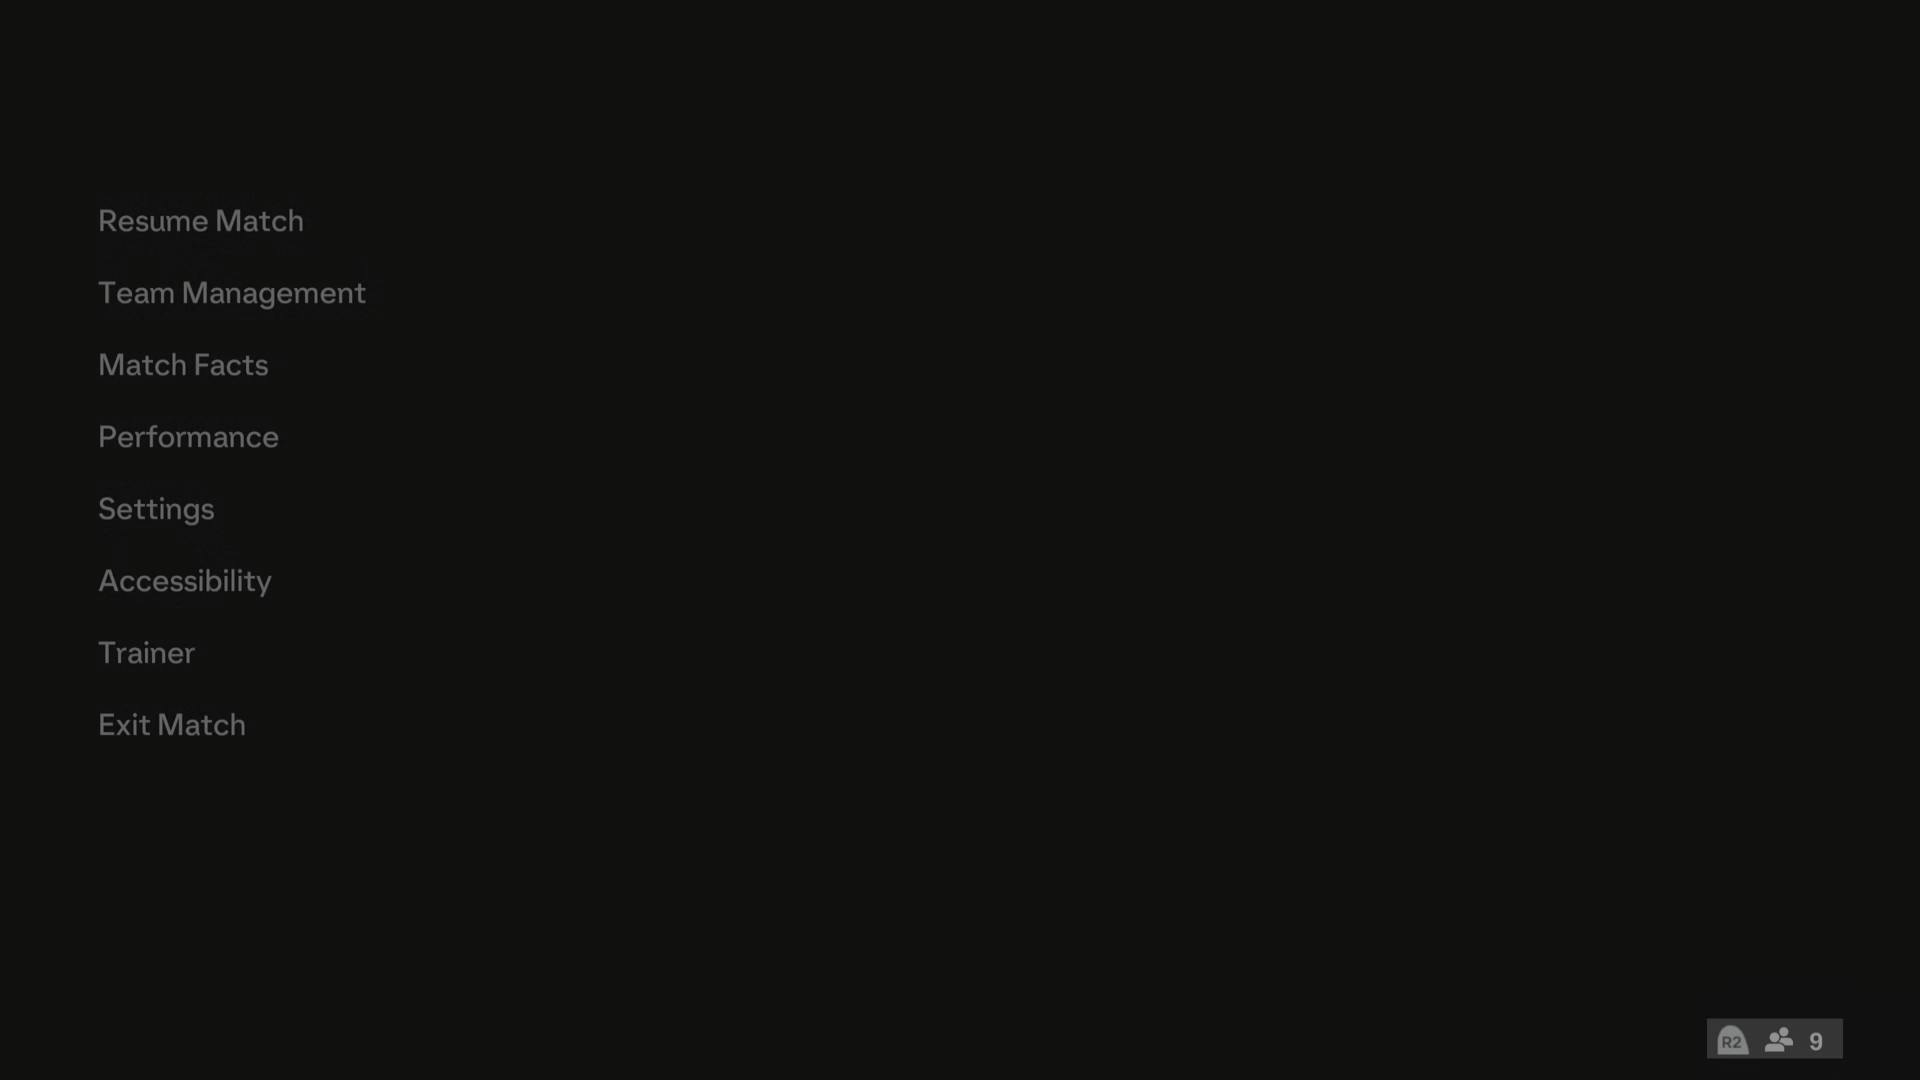 Resume Match
Team Management
Match Facts
Performance
Settings
Accessibility
Trainer
Exit Match
R2 9